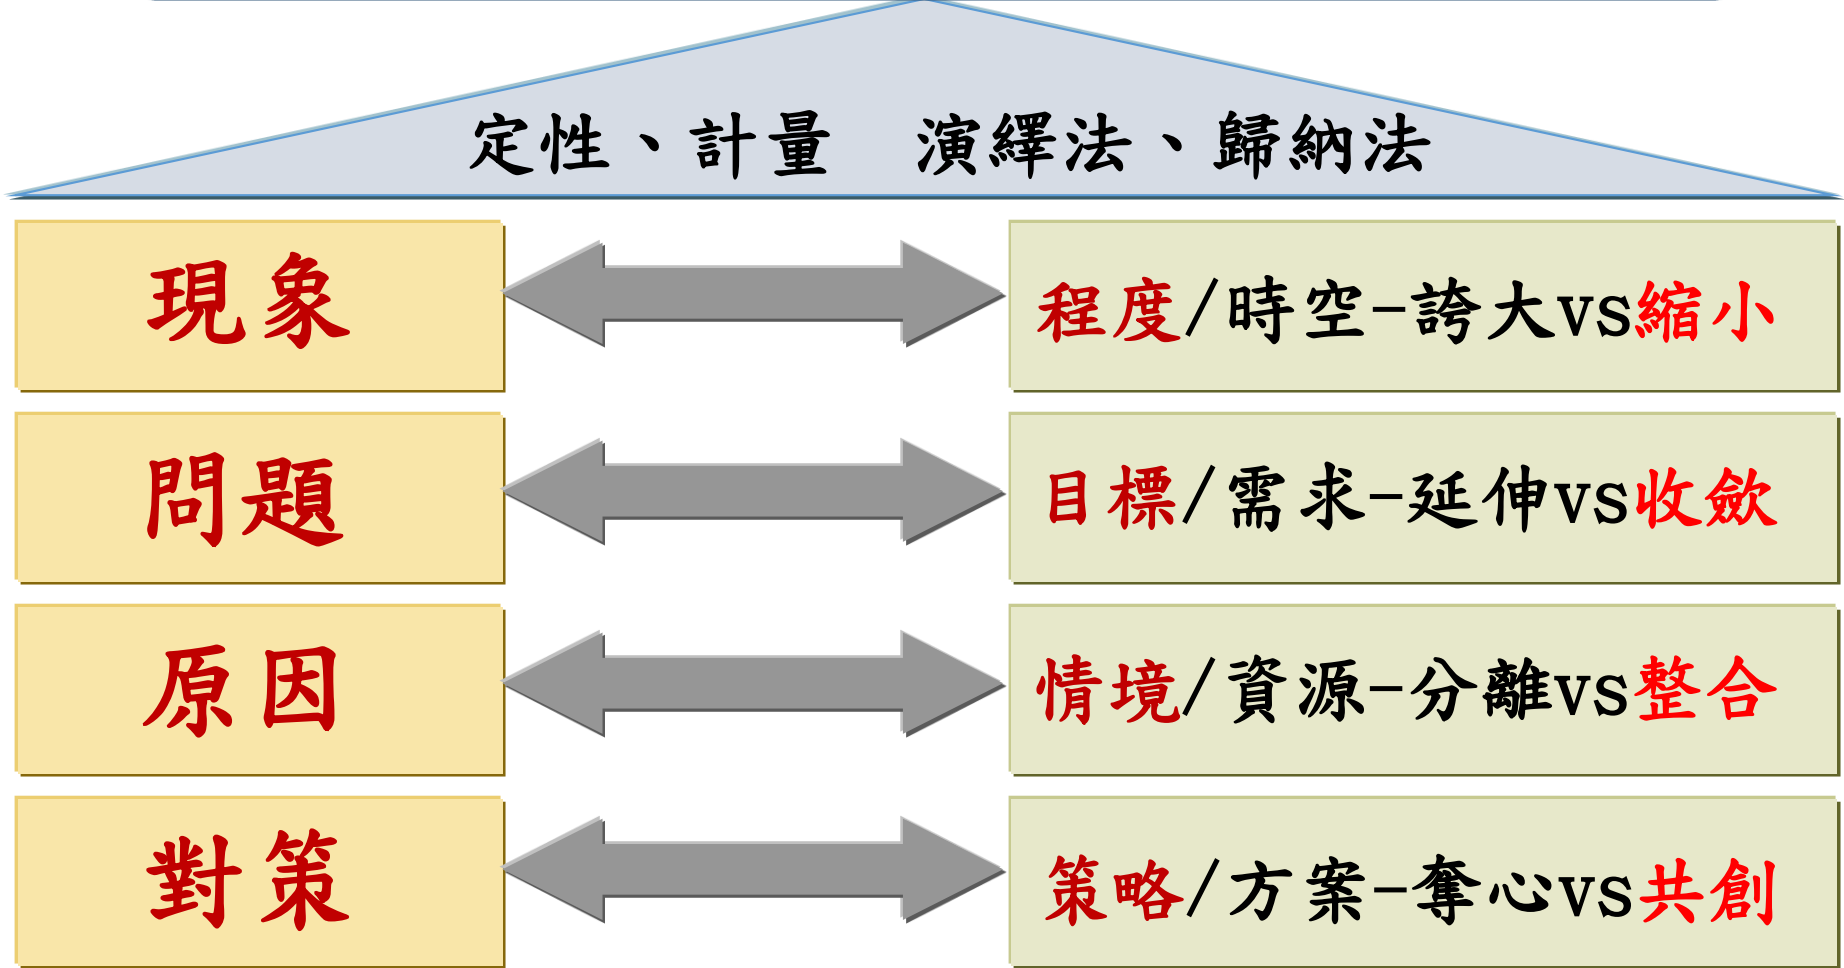 定性、計量　演繹法、歸納法
現象
程度/時空-誇大vs縮小
問題
目標/需求-延伸vs收斂
原因
情境/資源-分離vs整合
對策
策略/方案-奪心vs共創